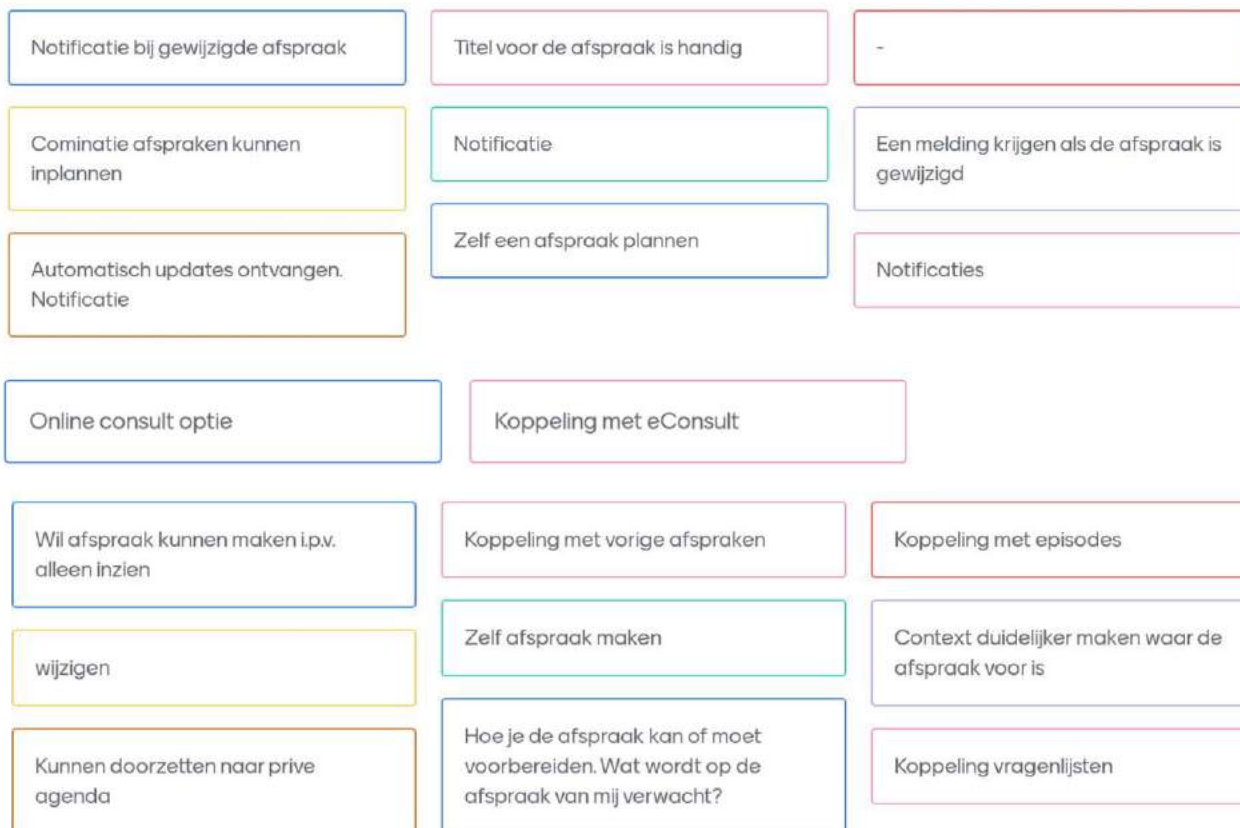 Notificatie bij gewijzigde afspraak
Titel voor de afspraak is handig
-
Cominatie afspraken kunnen
inplannen
Notificatie
Een melding krijgen als de afspraak is
gewijzigd
Zelf een afspraak plannen
Automatisch updates ontvangen.
Notificatie
Notificaties
Online consult optie
Koppeling met eConsult
Wil afspraak kunnen maken i.p.v.
alleen inzien
Koppeling met vorige afspraken
Koppeling met episodes
wijzigen
Zelf afspraak maken
Context duidelijker maken waar de
afspraak voor is
Kunnen doorzetten naar prive
agenda
Hoe je de afspraak kan of moet
voorbereiden. Wat wordt op de
afspraak van mij verwacht?
Koppeling vragenlijsten